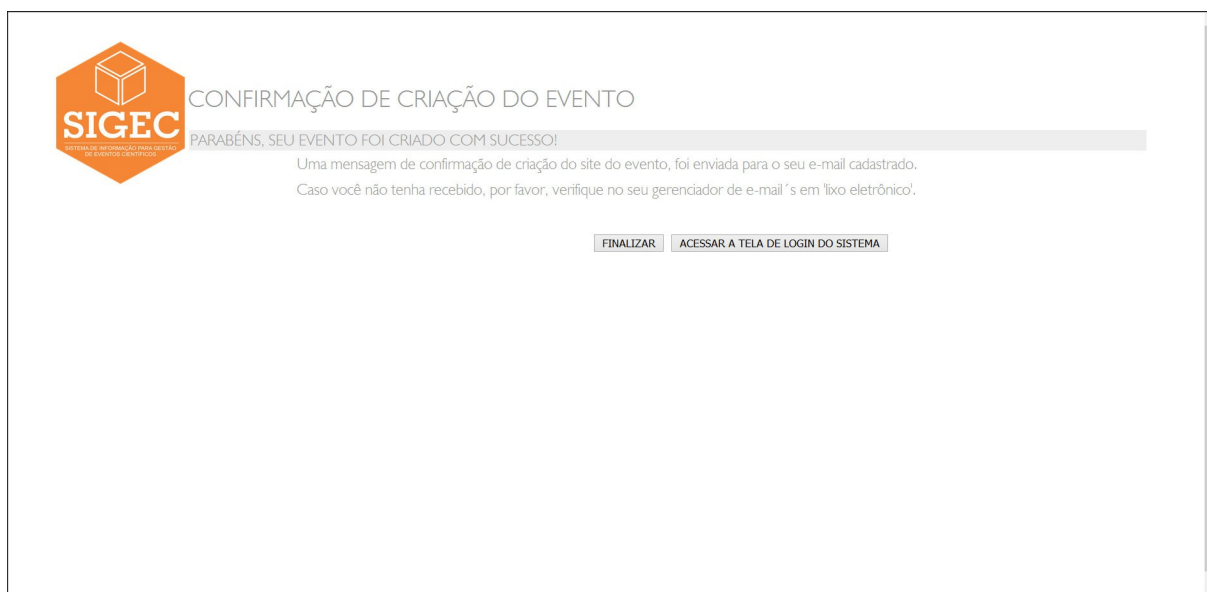 CONFIRMAÇÃO DE CRIAÇÃO DO EVENTO
SIGEC
SISTEMA DE INFORMAÇÃO PARA GESTÃO
DE EVENTOS CIENTÍFICOS
PARABÉNS, SEU EVENTO FOI CRIADO COM SUCESSO!
Uma mensagem de confirmação de criação do site do evento, foi enviada para o seu e-mail cadastrado.
Caso você não tenha recebido, por favor, verifique no seu gerenciador de e-mail´s em 'lixo eletrônico'.
FINALIZAR ACESSAR A TELA DE LOGIN DO SISTEMA